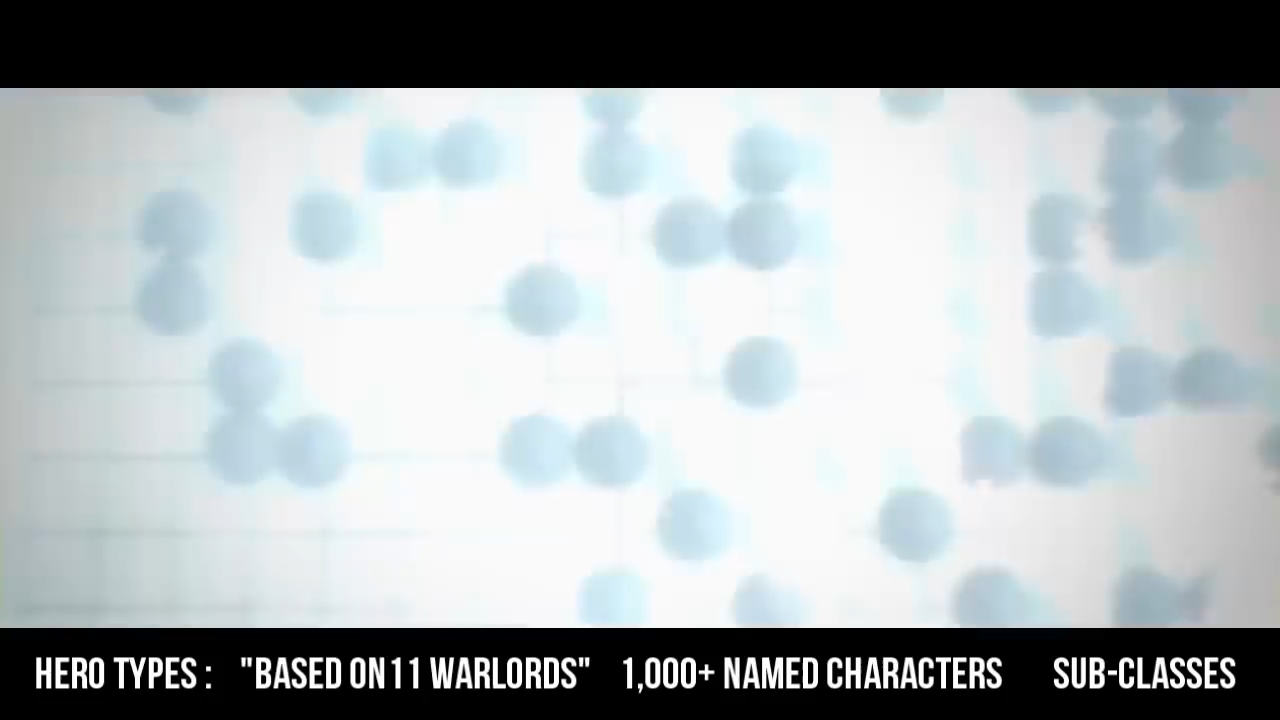 HERO TYPES : "BASED ON 11 WARLORDS" 1,000+ NAMED CHARACTERS SUB-CLASSES